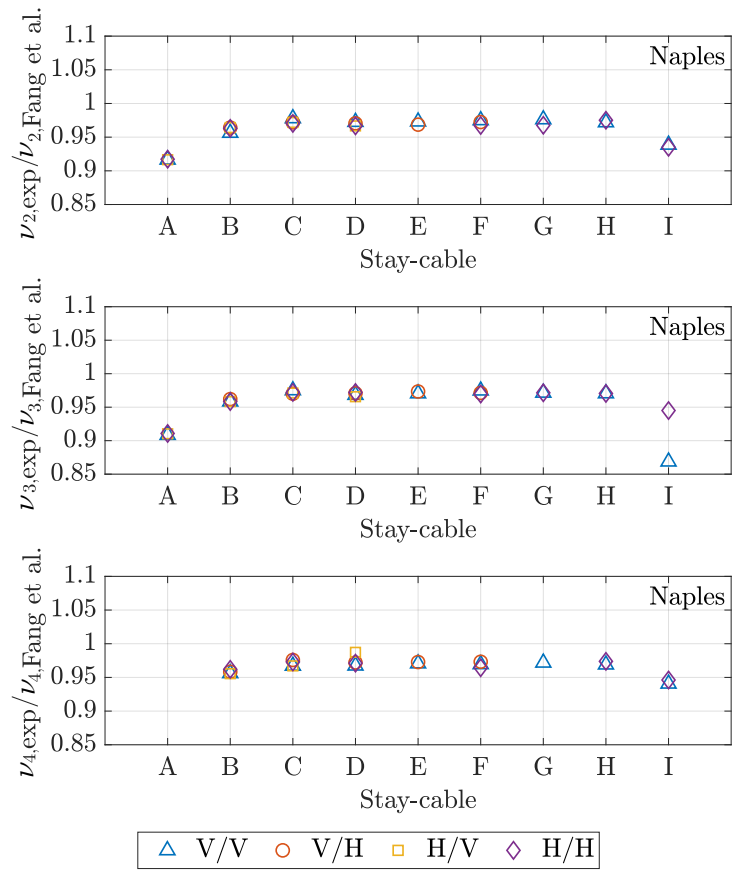 1.1
1.05
1
0.95
0.9
0.85
ν2,exp/ν2,Fang et al.
Naples
A B C D E F G H I
Stay-cable
1.1
1.05
1
0.95
0.9
0.85
ν3,exp/ν3,Fang et al.
Naples
A B C D E F G H I
Stay-cable
1.1
1.05
1
0.95
0.9
0.85
ν4,exp/ν4,Fang et al.
Naples
A B C D E F G H I
Stay-cable
V/V V/H H/V H/H